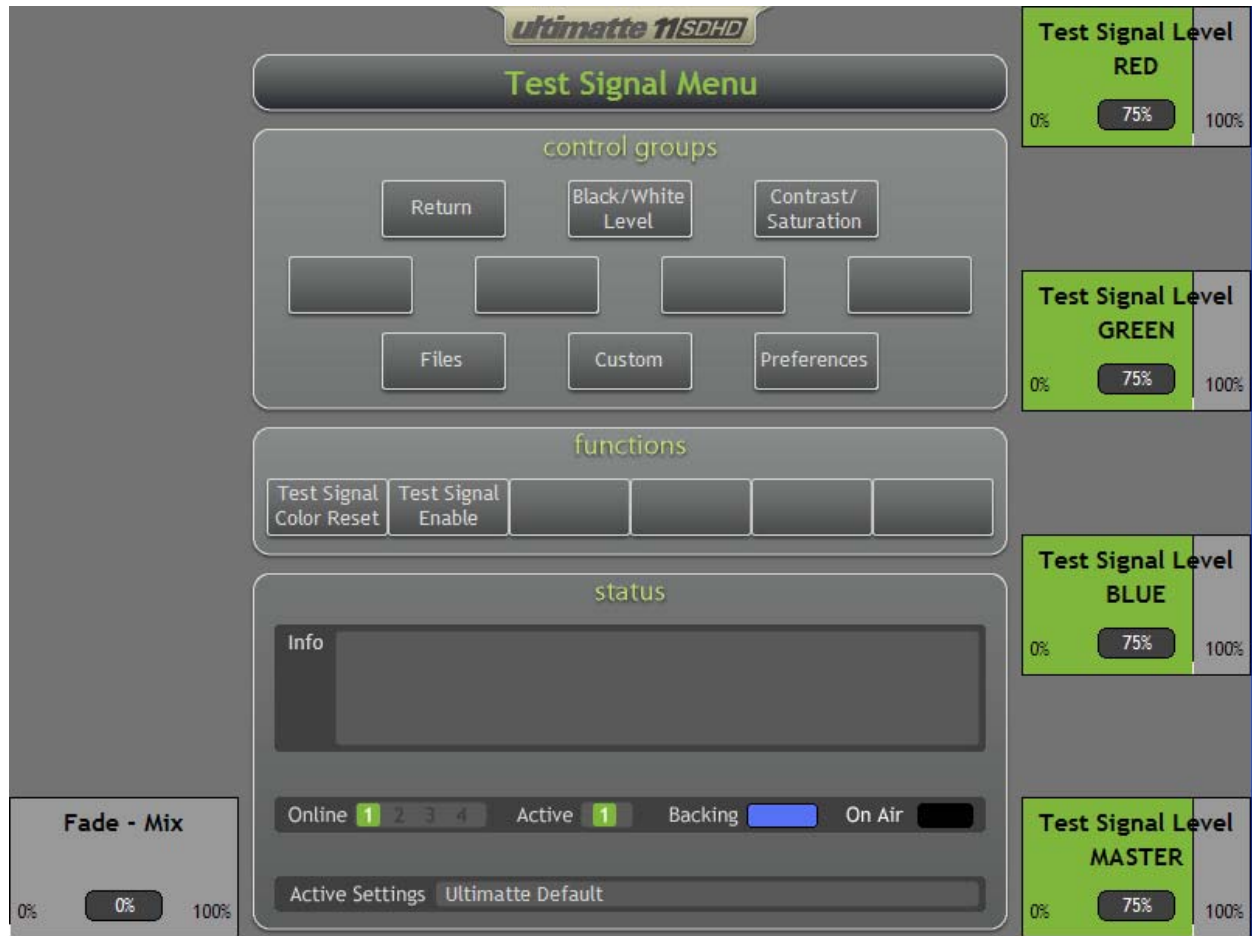 ultimatte 11 SDHD
Test Signal Menu
control groups
Return
Black/White
Level
Contrast/
Saturation
Files
Custom
Preferences
functions
Test Signal
Color Reset
Test Signal
Enable
status
Info
Online 1 2 3 4 Active 1 Backing On Air
Active Settings Ultimatte Default
Fade - Mix
0% 0% 100%
Test Signal Level
RED
0% 75% 100%
Test Signal Level
GREEN
0% 75% 100%
Test Signal Level
BLUE
0% 75% 100%
Test Signal Level
MASTER
0% 75% 100%